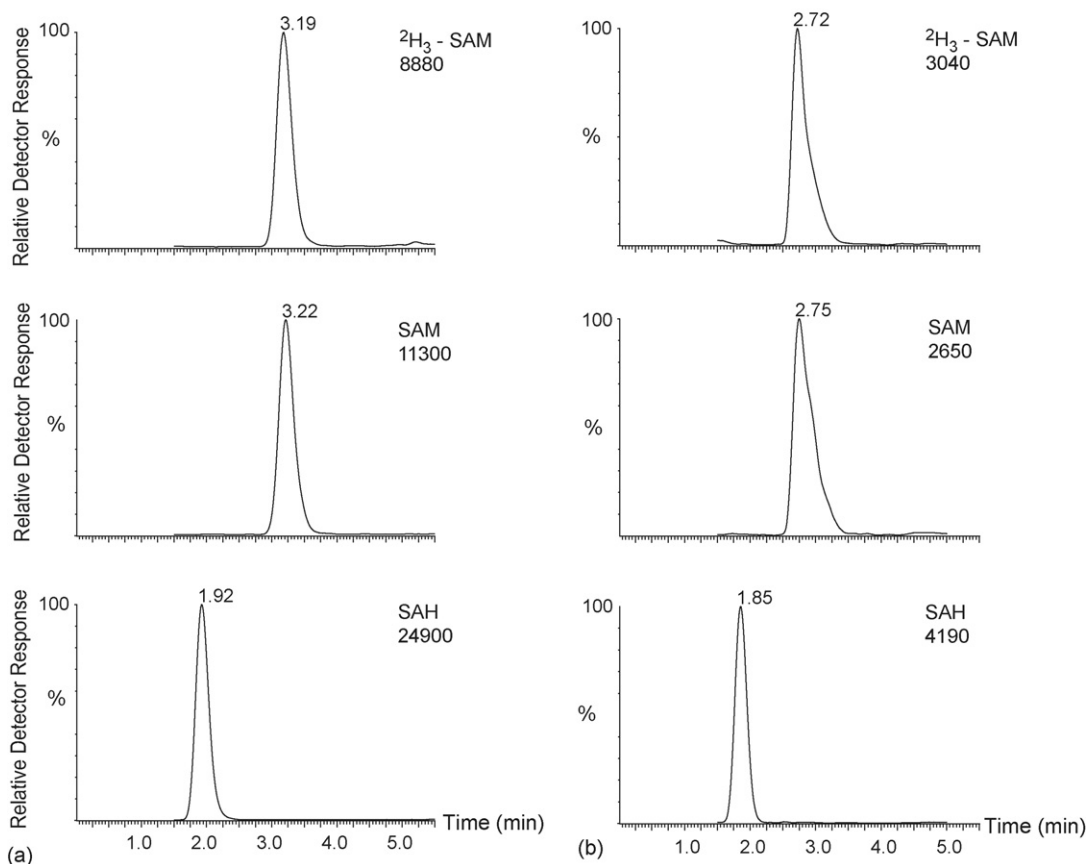 Relative Detector Response
100
%
3.19
²H₃ - SAM
8880
Relative Detector Response
100
%
3.22
SAM
11300
Relative Detector Response
100
%
1.92
SAH
24900
1.0 2.0 3.0 4.0 5.0
Time (min)
(a)
100
%
2.72
²H₃ - SAM
3040
100
%
2.75
SAM
2650
100
%
1.85
SAH
4190
1.0 2.0 3.0 4.0 5.0
Time (min)
(b)